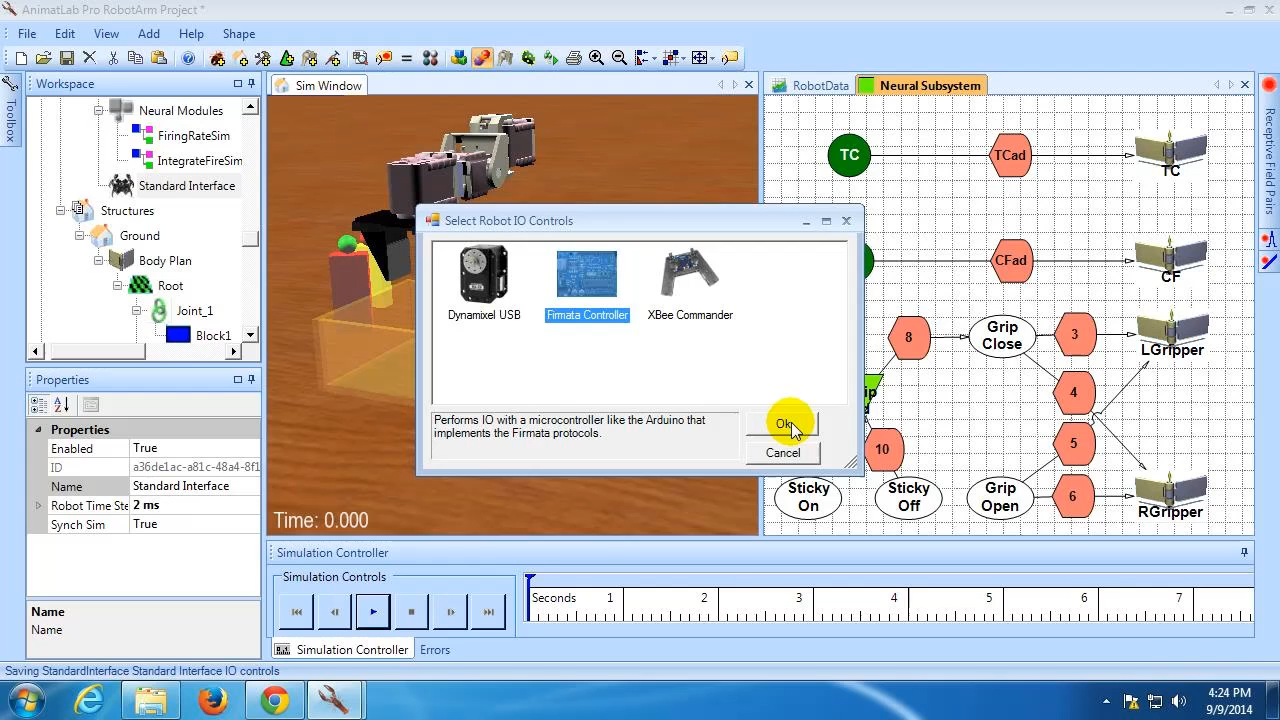 AnimatLab Pro RobotArm Project *
File Edit View Add Help Shape
Toolbox
Workspace
Neural Modules
FiringRateSim
IntegrateFireSim
Standard Interface
Structures
Ground
Body Plan
Root
Joint_1
Block1
Properties
Properties
Enabled True
ID a36de1ac-a81c-48a4-8f1
Name Standard Interface
Robot Time Ste 2 ms
Synch Sim True
Name
Name
Sim Window
Time: 0.000
Select Robot IO Controls
Dynamixel USB Firmata Controller XBee Commander
Performs IO with a microcontroller like the Arduino that
implements the Firmata protocols.
Ok
Cancel
RobotData Neural Subsystem
TC TCad TC
CFad CF
8 Grip
Close 3 LGripper
4
10 5
Sticky
On Sticky
Off Grip
Open 6 RGripper
Receptive Field Pairs
Simulation Controller
Simulation Controls
Seconds 1 2 3 4 5 6 7
Simulation Controller Errors
Saving StandardInterface Standard Interface IO controls
4:24 PM
9/9/2014